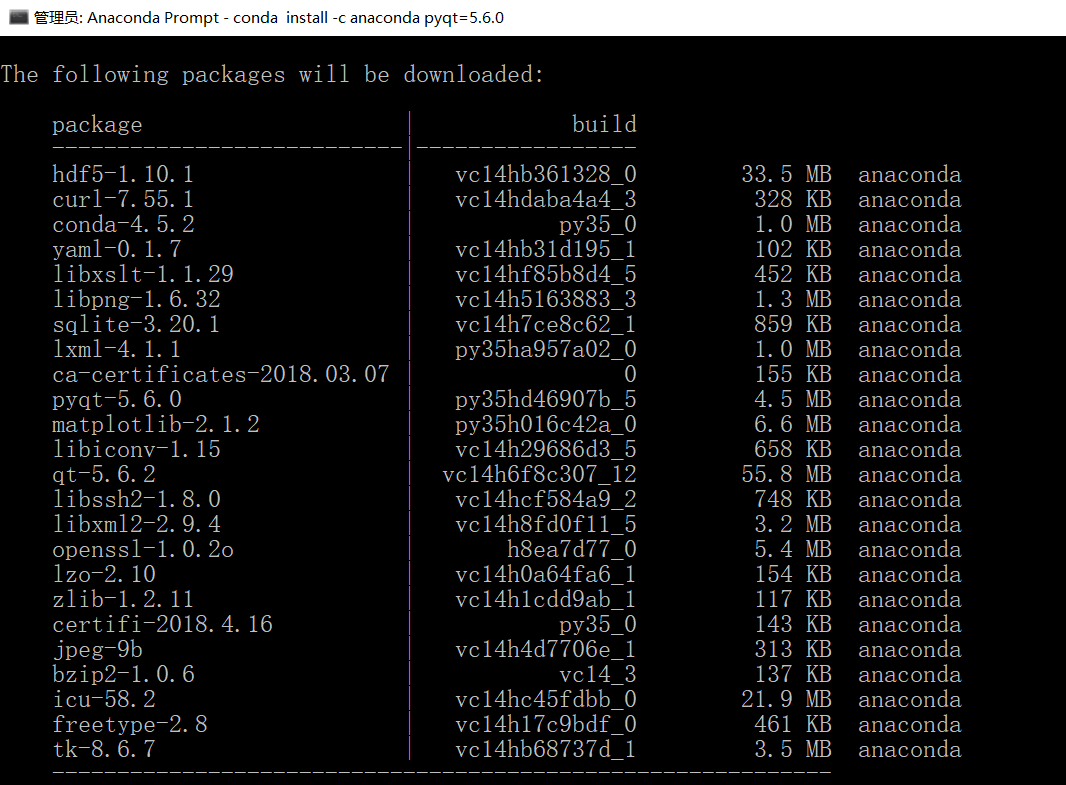 管理员: Anaconda Prompt - conda  install -c anaconda pyqt=5.6.0
The following packages will be downloaded:
package | build
---------------------------|-----------------
hdf5-1.10.1 | vc14hb361328_0 33.5 MB anaconda
curl-7.55.1 | vc14hdaba4a4_3 328 KB anaconda
conda-4.5.2 | py35_0 1.0 MB anaconda
yaml-0.1.7 | vc14hb31d195_1 102 KB anaconda
libxslt-1.1.29 | vc14hf85b8d4_5 452 KB anaconda
libpng-1.6.32 | vc14h5163883_3 1.3 MB anaconda
sqlite-3.20.1 | vc14h7ce8c62_1 859 KB anaconda
lxml-4.1.1 | py35ha957a02_0 1.0 MB anaconda
ca-certificates-2018.03.07 | 0 155 KB anaconda
pyqt-5.6.0 | py35hd46907b_5 4.5 MB anaconda
matplotlib-2.1.2 | py35h016c42a_0 6.6 MB anaconda
libiconv-1.15 | vc14h29686d3_5 658 KB anaconda
qt-5.6.2 | vc14h6f8c307_12 55.8 MB anaconda
libssh2-1.8.0 | vc14hcf584a9_2 748 KB anaconda
libxml2-2.9.4 | vc14h8fd0f11_5 3.2 MB anaconda
openssl-1.0.2o | h8ea7d77_0 5.4 MB anaconda
lzo-2.10 | vc14h0a64fa6_1 154 KB anaconda
zlib-1.2.11 | vc14h1cdd9ab_1 117 KB anaconda
certifi-2018.4.16 | py35_0 143 KB anaconda
jpeg-9b | vc14h4d7706e_1 313 KB anaconda
bzip2-1.0.6 | vc14_3 137 KB anaconda
icu-58.2 | vc14hc45fdbb_0 21.9 MB anaconda
freetype-2.8 | vc14h17c9bdf_0 461 KB anaconda
tk-8.6.7 | vc14hb68737d_1 3.5 MB anaconda
------------------------------------------------------------